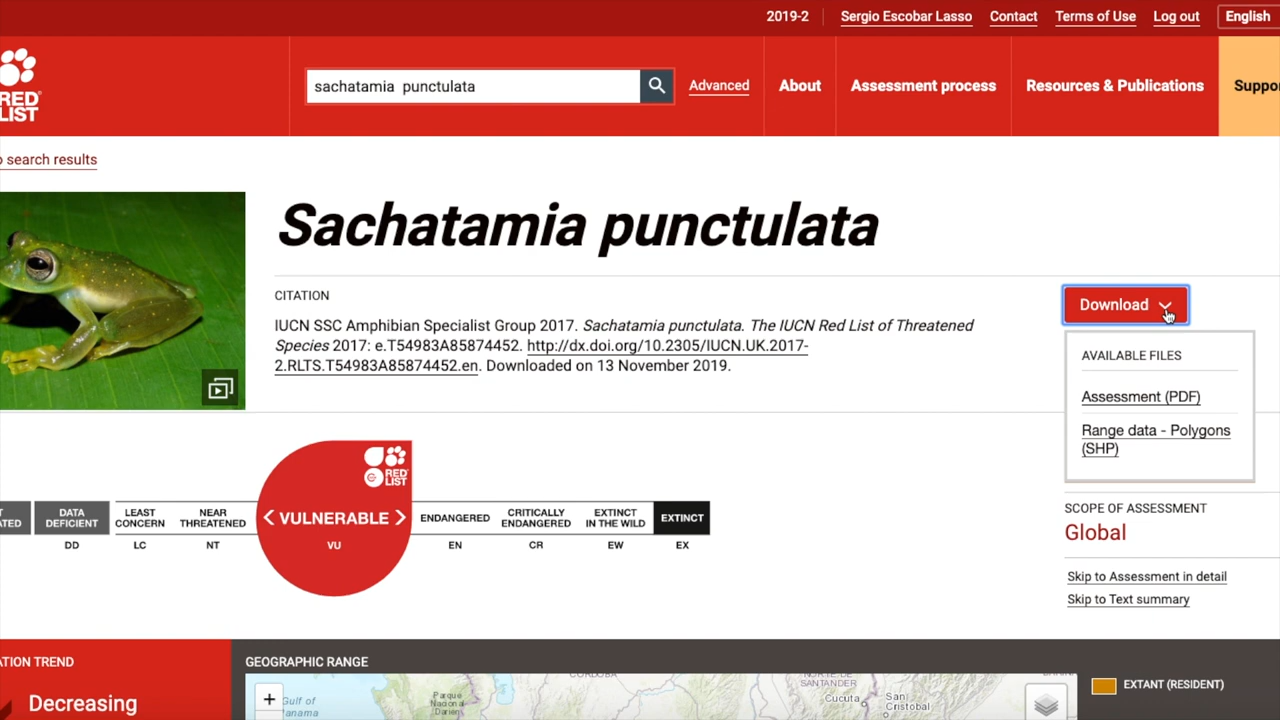 2019-2
Sergio Escobar Lasso
Contact
Terms of Use
Log out
English
RED
LIST
sachatamia  punctulata
Advanced
About
Assessment process
Resources & Publications
Suppo
o search results
Sachatamia punctulata
CITATION
IUCN SSC Amphibian Specialist Group 2017. Sachatamia punctulata. The IUCN Red List of Threatened
Species 2017: e.T54983A85874452. http://dx.doi.org/10.2305/IUCN.UK.2017-
2.RLTS.T54983A85874452.en. Downloaded on 13 November 2019.
Download
AVAILABLE FILES
Assessment (PDF)
Range data - Polygons
(SHP)
RED
LIST
T
ATED
DATA
DEFICIENT
LEAST
CONCERN
NEAR
THREATENED
< VULNERABLE >
ENDANGERED
CRITICALLY
ENDANGERED
EXTINCT
IN THE WILD
EXTINCT
DD
LC
NT
VU
EN
CR
EW
EX
SCOPE OF ASSESSMENT
Global
Skip to Assessment in detail
Skip to Text summary
ATION TREND
Decreasing
GEOGRAPHIC RANGE
+
Gulf of
anama
Parque
Nacional
Darien
CÓRDOBA
NORTE DE
SANTANDER
Cucuta
San
Cristobal
EXTANT (RESIDENT)